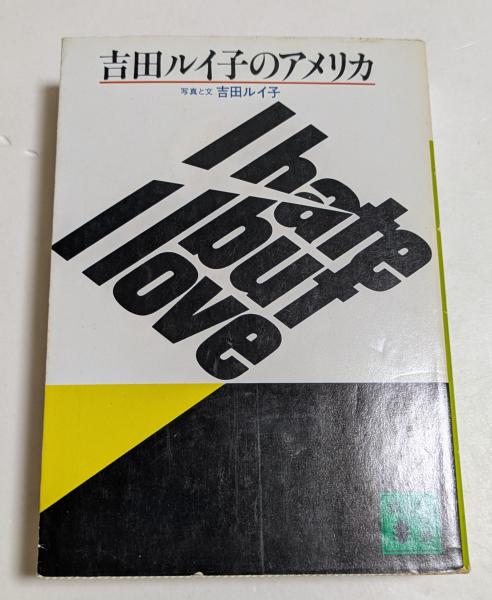 吉田ルイ子のアメリカ
写真と文 吉田ルイ子
I hate
but
I love